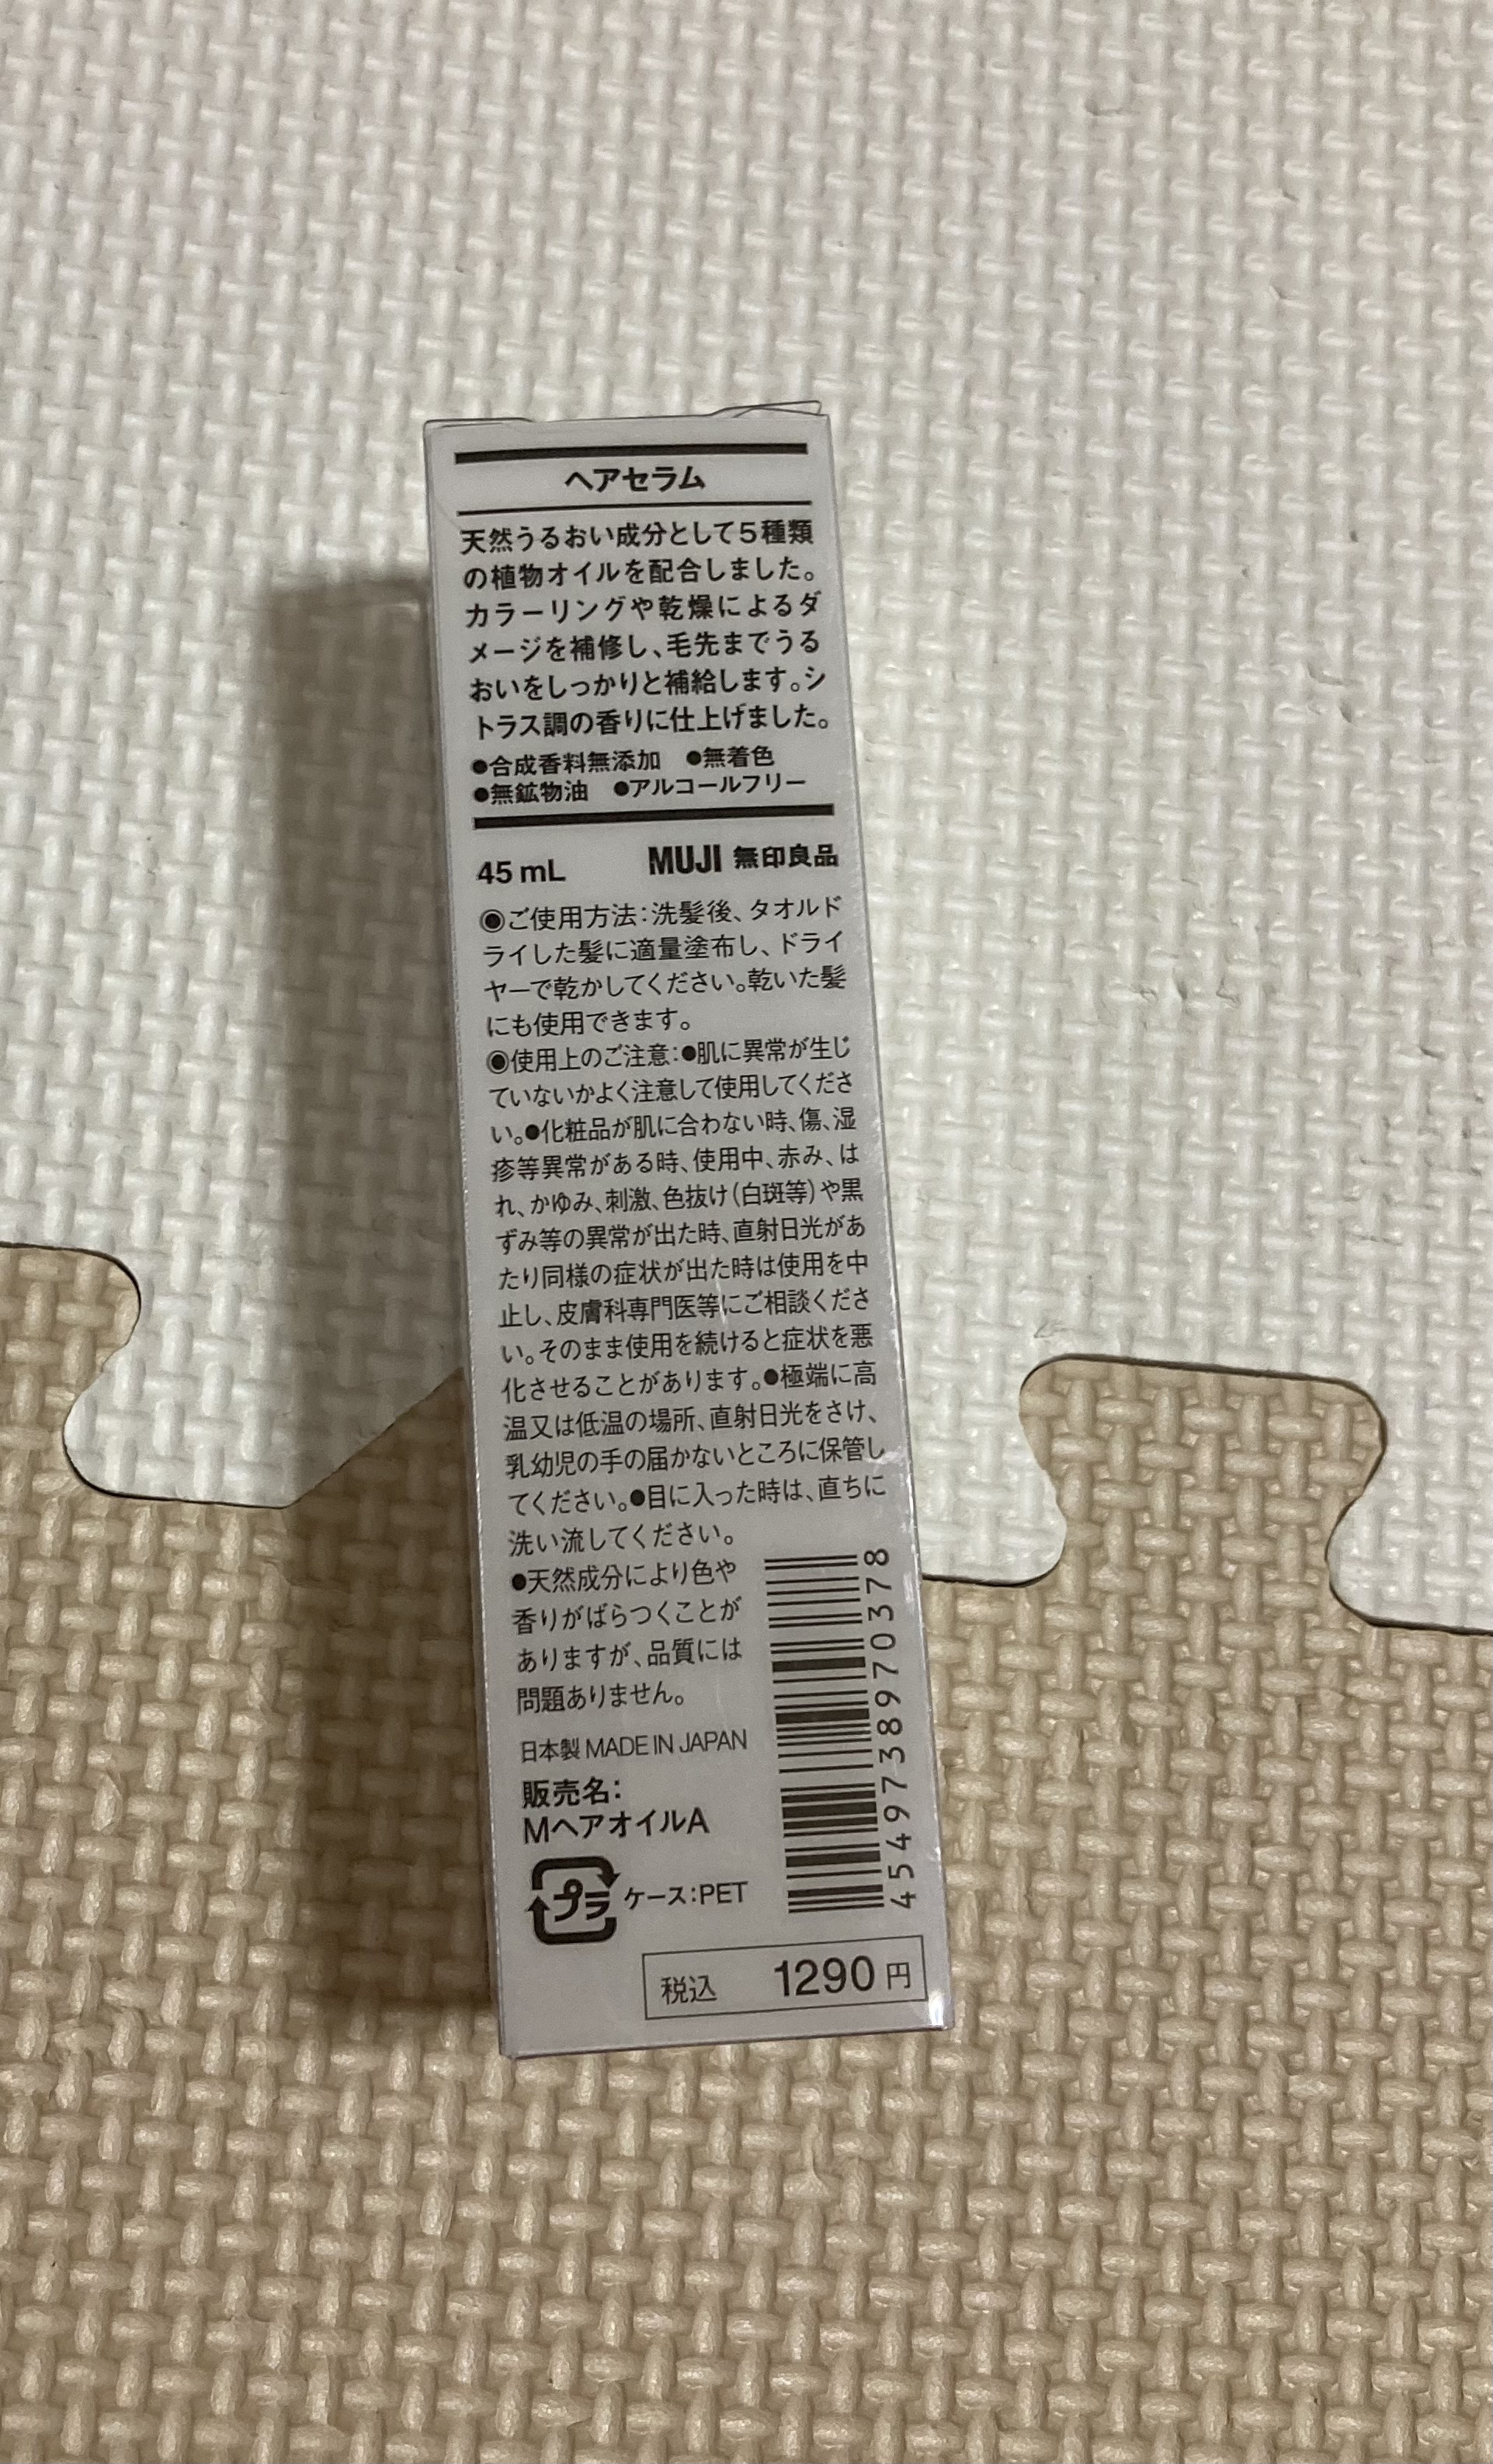 ヘアセラム
天然うるおい成分として5種類
の植物オイルを配合しました。
カラーリングや乾燥によるダ
メージを補修し、毛先までうる
おいをしっかりと補給します。シ
トラス調の香りに仕上げました。
●合成香料無添加 ●無着色
●無鉱物油 ●アルコールフリー
45 mL MUJI 無印良品
◉ご使用方法：洗髪後、タオルド
ライした髪に適量塗布し、ドライ
ヤーで乾かしてください。乾いた髪
にも使用できます。
◉使用上のご注意：●肌に異常が生じ
ていないかよく注意して使用してくださ
い。●化粧品が肌に合わない時、傷、湿
疹等異常がある時、使用中、赤み、は
れ、かゆみ、刺激、色抜け（白斑等）や黒
ずみ等の異常が出た時、直射日光があ
たり同様の症状が出た時は使用を中
止し、皮膚科専門医等にご相談くださ
い。そのまま使用を続けると症状を悪
化させることがあります。●極端に高
温又は低温の場所、直射日光をさけ、
乳幼児の手の届かないところに保管し
てください。●目に入った時は、直ちに
洗い流してください。
●天然成分により色や
香りがばらつくことが
ありますが、品質には
問題ありません。
日本製 MADE IN JAPAN
販売名：
MヘアオイルA
プラ ケース：PET
4549738970378
税込 1290円